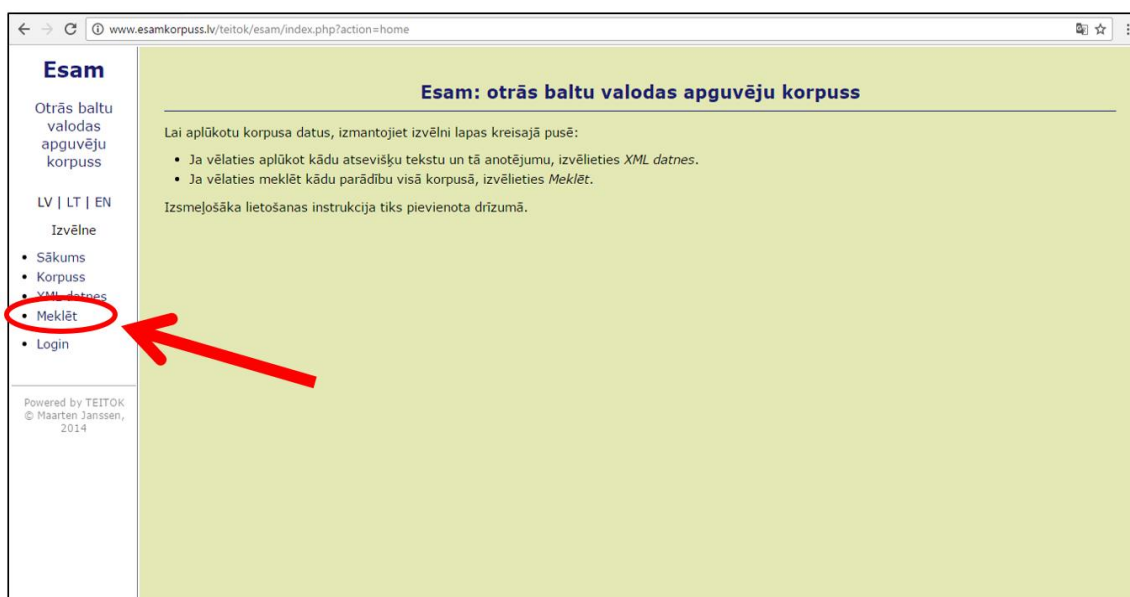 www.esamkorpuss.lv/teitok/esam/index.php?action=home
Esam
Otrās baltu
valodas
apguvēju
korpuss
LV | LT | EN
Izvēlne
• Sākums
• Korpuss
• XML datnes
• Meklēt
• Login
Powered by TEITOK
© Maarten Janssen,
2014
Esam: otrās baltu valodas apguvēju korpuss
Lai aplūkotu korpusa datus, izmantojiet izvēlni lapas kreisajā pusē:
• Ja vēlaties aplūkot kādu atsevišķu tekstu un tā anotējumu, izvēlieties XML datnes.
• Ja vēlaties meklēt kādu parādību visā korpusā, izvēlieties Meklēt.
Izsmeļošāka lietošanas instrukcija tiks pievienota drīzumā.